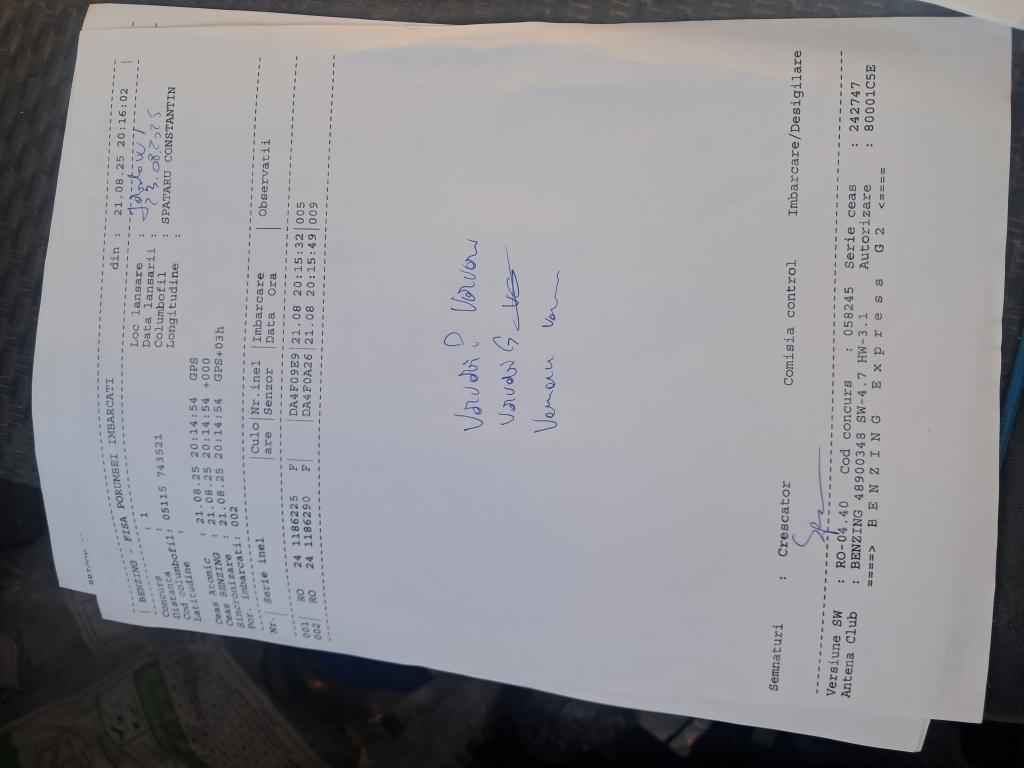 BENZING - FISA PORUMBEI IMBARCATI din : 21.08.25 20:16:02
Concurs : 1 Loc lansare :
Distanta : Data lansarii : 23.082025
Cod columbofil: 05115 743521 Columbofil : SPATARU CONSTANTIN
Latitudine : Longitudine :
Ceas Atomic : 21.08.25 20:14:54 GPS
Ceas BENZING : 21.08.25 20:14:54 +000
Sincronizare : 21.08.25 20:14:54 GPS+03h
Por. imbarcati: 002
Nr.| Serie inel |Culo|Nr.inel |Imbarcare | Observatii
are |Senzor |Data Ora |
001| RO 24 1186225 F |DA4F09E9|21.08 20:15:32|005
002| RO 24 1186290 F |DA4F0A26|21.08 20:15:49|009
Semnaturi : Crescator Comisia control Imbarcare/Desigilare
Versiune SW : RO-04.40 Cod concurs : 058245 Serie ceas : 242747
Antena Club : BENZING 48900348 SW-4.7 HW-3.1 Autorizare : 80001C5E
====> B E N Z I N G E x p r e s s G 2 <====